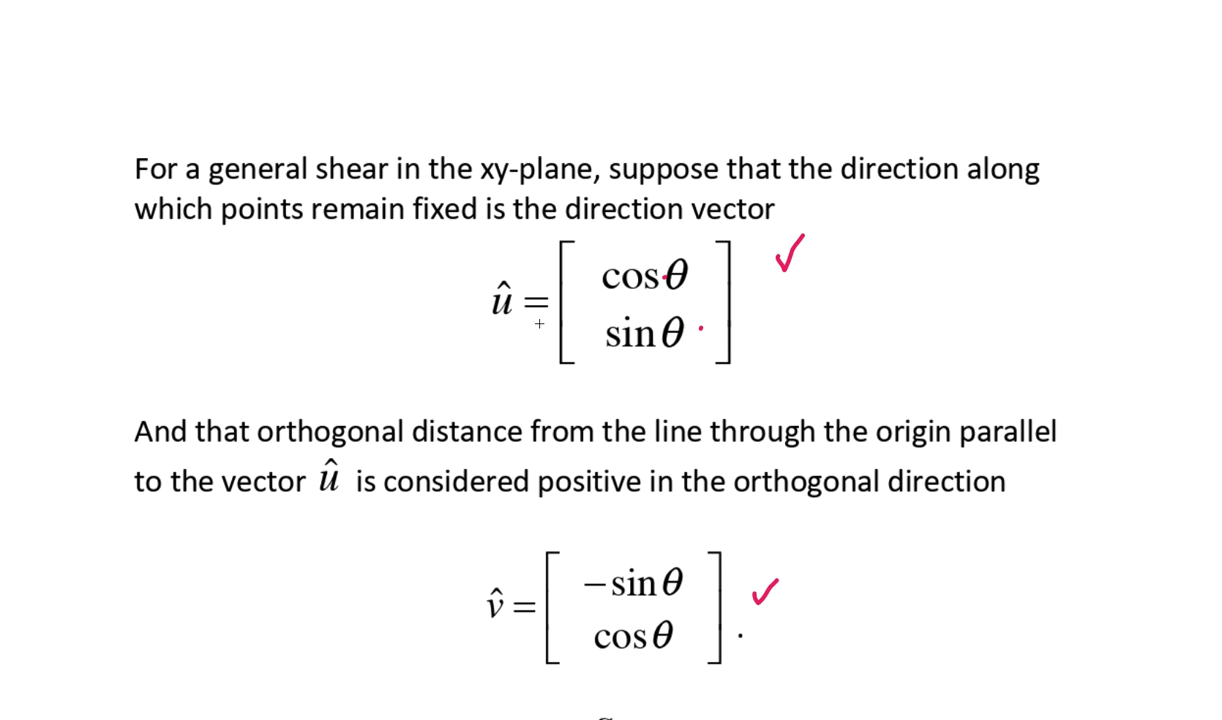 For a general shear in the xy-plane, suppose that the direction along
which points remain fixed is the direction vector
û = [ cosθ
sinθ ]
And that orthogonal distance from the line through the origin parallel
to the vector û is considered positive in the orthogonal direction
v̂ = [ −sinθ
cosθ ].